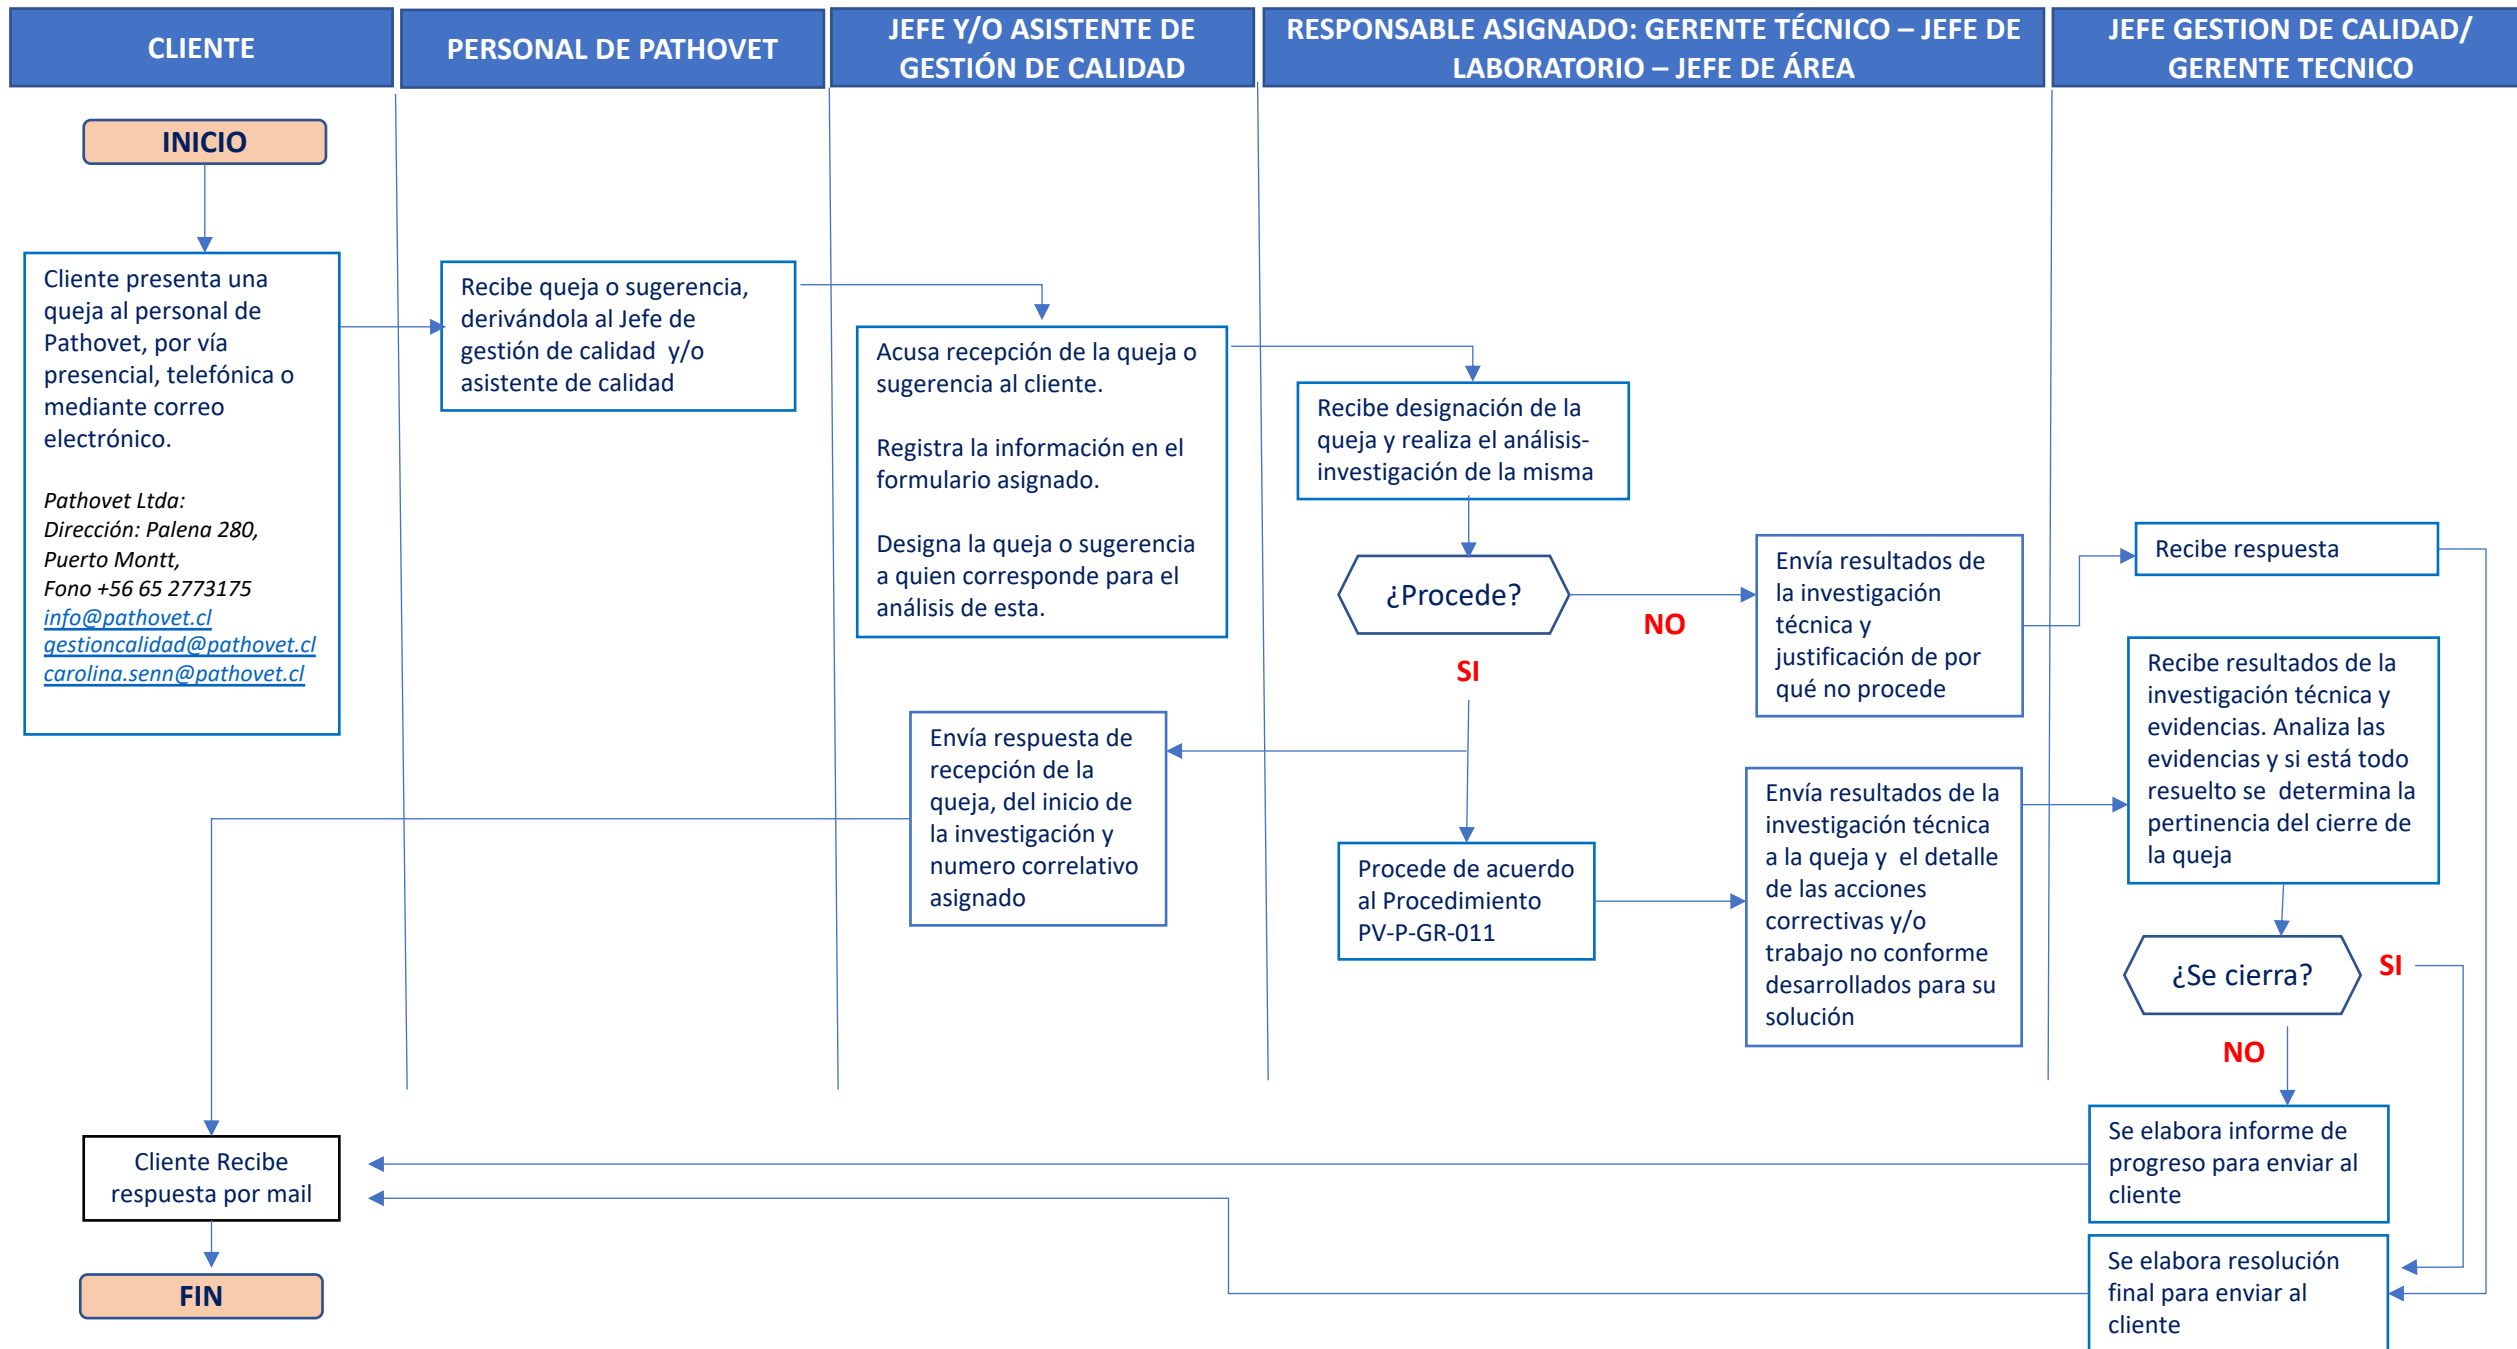 CLIENTE
PERSONAL DE PATHOVET
JEFE Y/O ASISTENTE DE
GESTIÓN DE CALIDAD
RESPONSABLE ASIGNADO: GERENTE TÉCNICO – JEFE DE
LABORATORIO – JEFE DE ÁREA
JEFE GESTION DE CALIDAD/
GERENTE TECNICO
INICIO
Cliente presenta una
queja al personal de
Pathovet, por vía
presencial, telefónica o
mediante correo
electrónico.
Pathovet Ltda:
Dirección: Palena 280,
Puerto Montt,
Fono +56 65 2773175
info@pathovet.cl
gestioncalidad@pathovet.cl
carolina.senn@pathovet.cl
Recibe queja o sugerencia,
derivándola al Jefe de
gestión de calidad y/o
asistente de calidad
Acusa recepción de la queja o
sugerencia al cliente.
Registra la información en el
formulario asignado.
Designa la queja o sugerencia
a quien corresponde para el
análisis de esta.
Recibe designación de la
queja y realiza el análisis-
investigación de la misma
¿Procede?
NO
SI
Envía resultados de
la investigación
técnica y
justificación de por
qué no procede
Recibe respuesta
Envía respuesta de
recepción de la
queja, del inicio de
la investigación y
numero correlativo
asignado
Procede de acuerdo
al Procedimiento
PV-P-GR-011
Envía resultados de la
investigación técnica
a la queja y el detalle
de las acciones
correctivas y/o
trabajo no conforme
desarrollados para su
solución
Recibe resultados de la
investigación técnica y
evidencias. Analiza las
evidencias y si está todo
resuelto se determina la
pertinencia del cierre de
la queja
¿Se cierra?
SI
NO
Se elabora informe de
progreso para enviar al
cliente
Se elabora resolución
final para enviar al
cliente
Cliente Recibe
respuesta por mail
FIN